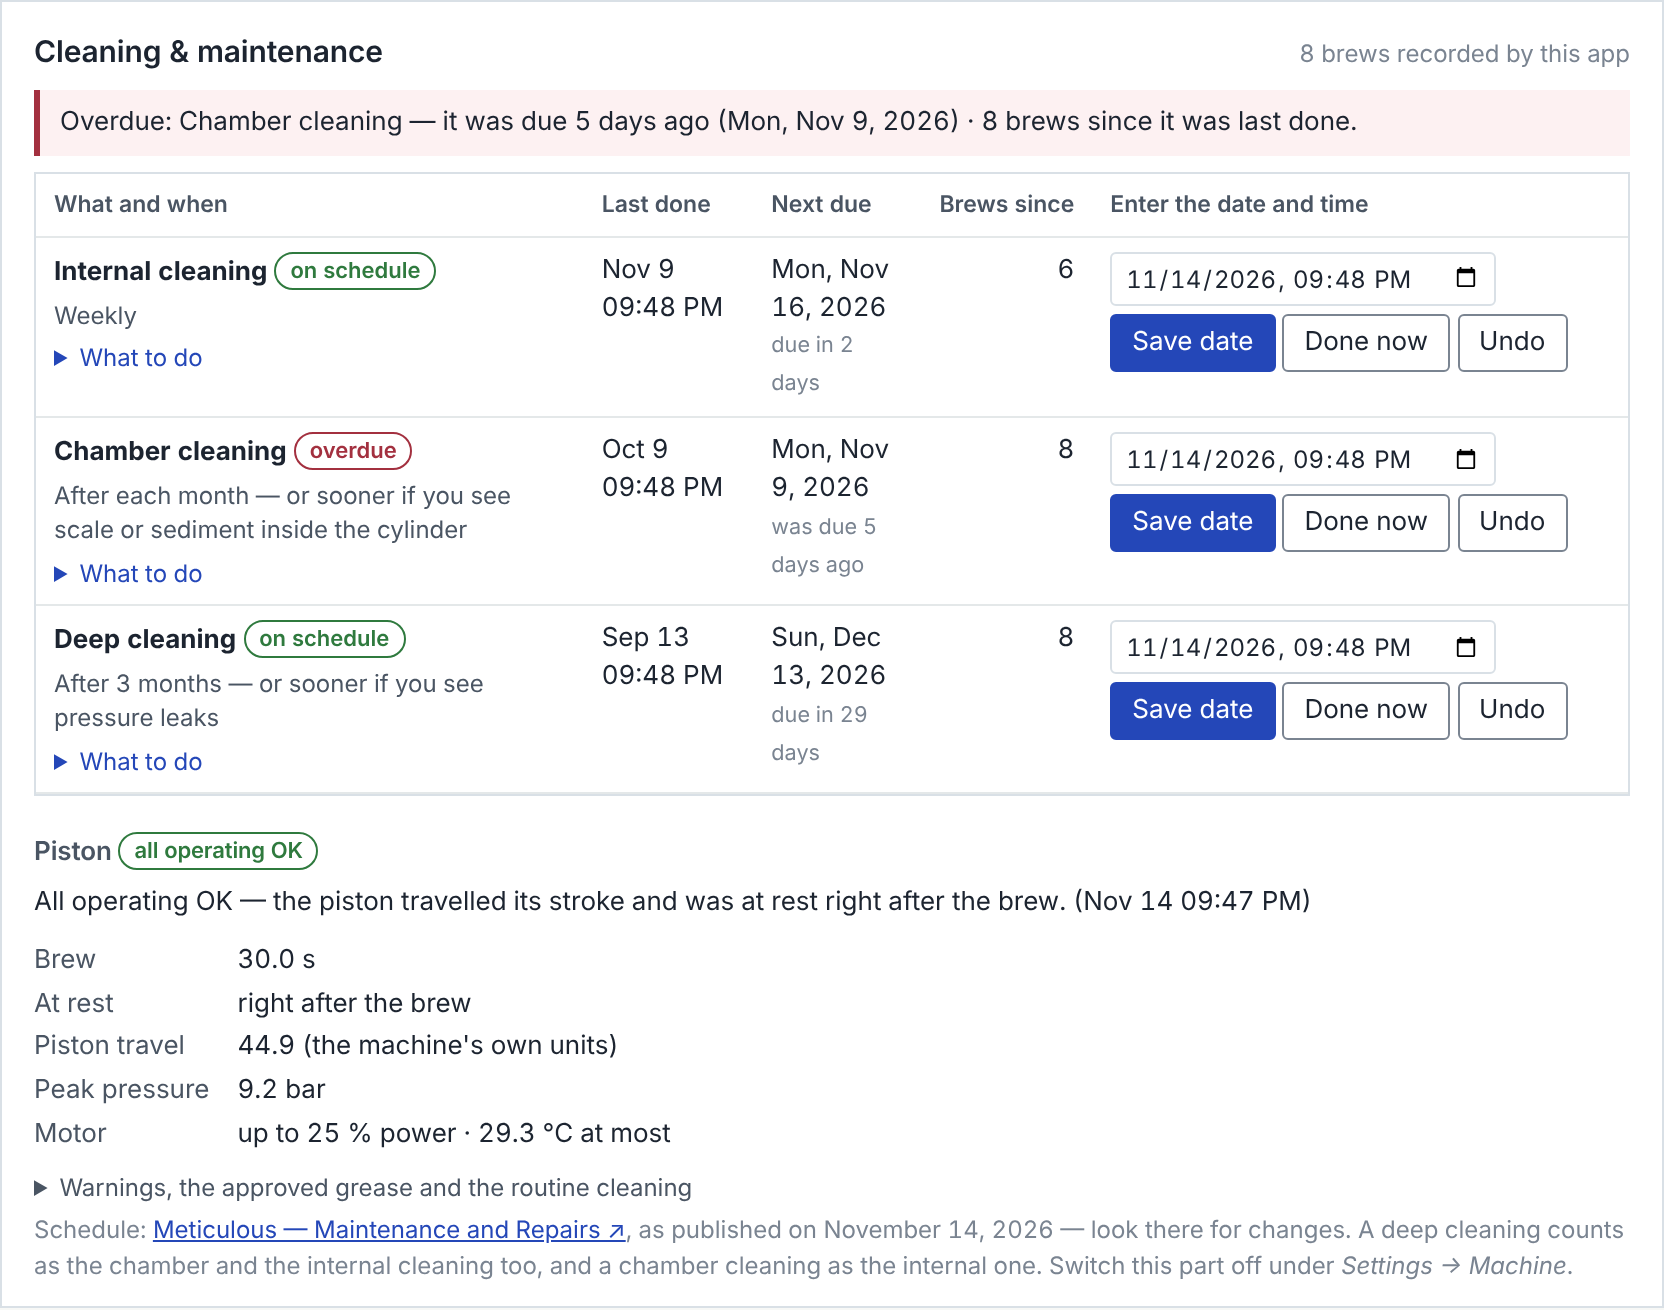 Cleaning & maintenance
8 brews recorded by this app
Overdue: Chamber cleaning — it was due 5 days ago (Mon, Nov 9, 2026) · 8 brews since it was last done.
What and when
Last done
Next due
Brews since
Enter the date and time
Internal cleaning
on schedule
Weekly
What to do
Nov 9
09:48 PM
Mon, Nov
16, 2026
due in 2
days
6
11/14/2026, 09:48 PM
Save date
Done now
Undo
Chamber cleaning
overdue
After each month — or sooner if you see
scale or sediment inside the cylinder
What to do
Oct 9
09:48 PM
Mon, Nov
9, 2026
was due 5
days ago
8
11/14/2026, 09:48 PM
Save date
Done now
Undo
Deep cleaning
on schedule
After 3 months — or sooner if you see
pressure leaks
What to do
Sep 13
09:48 PM
Sun, Dec
13, 2026
due in 29
days
8
11/14/2026, 09:48 PM
Save date
Done now
Undo
Piston
all operating OK
All operating OK — the piston travelled its stroke and was at rest right after the brew. (Nov 14 09:47 PM)
Brew 30.0 s
At rest right after the brew
Piston travel 44.9 (the machine's own units)
Peak pressure 9.2 bar
Motor up to 25 % power · 29.3 °C at most
Warnings, the approved grease and the routine cleaning
Schedule: Meticulous — Maintenance and Repairs ↗, as published on November 14, 2026 — look there for changes. A deep cleaning counts
as the chamber and the internal cleaning too, and a chamber cleaning as the internal one. Switch this part off under Settings → Machine.